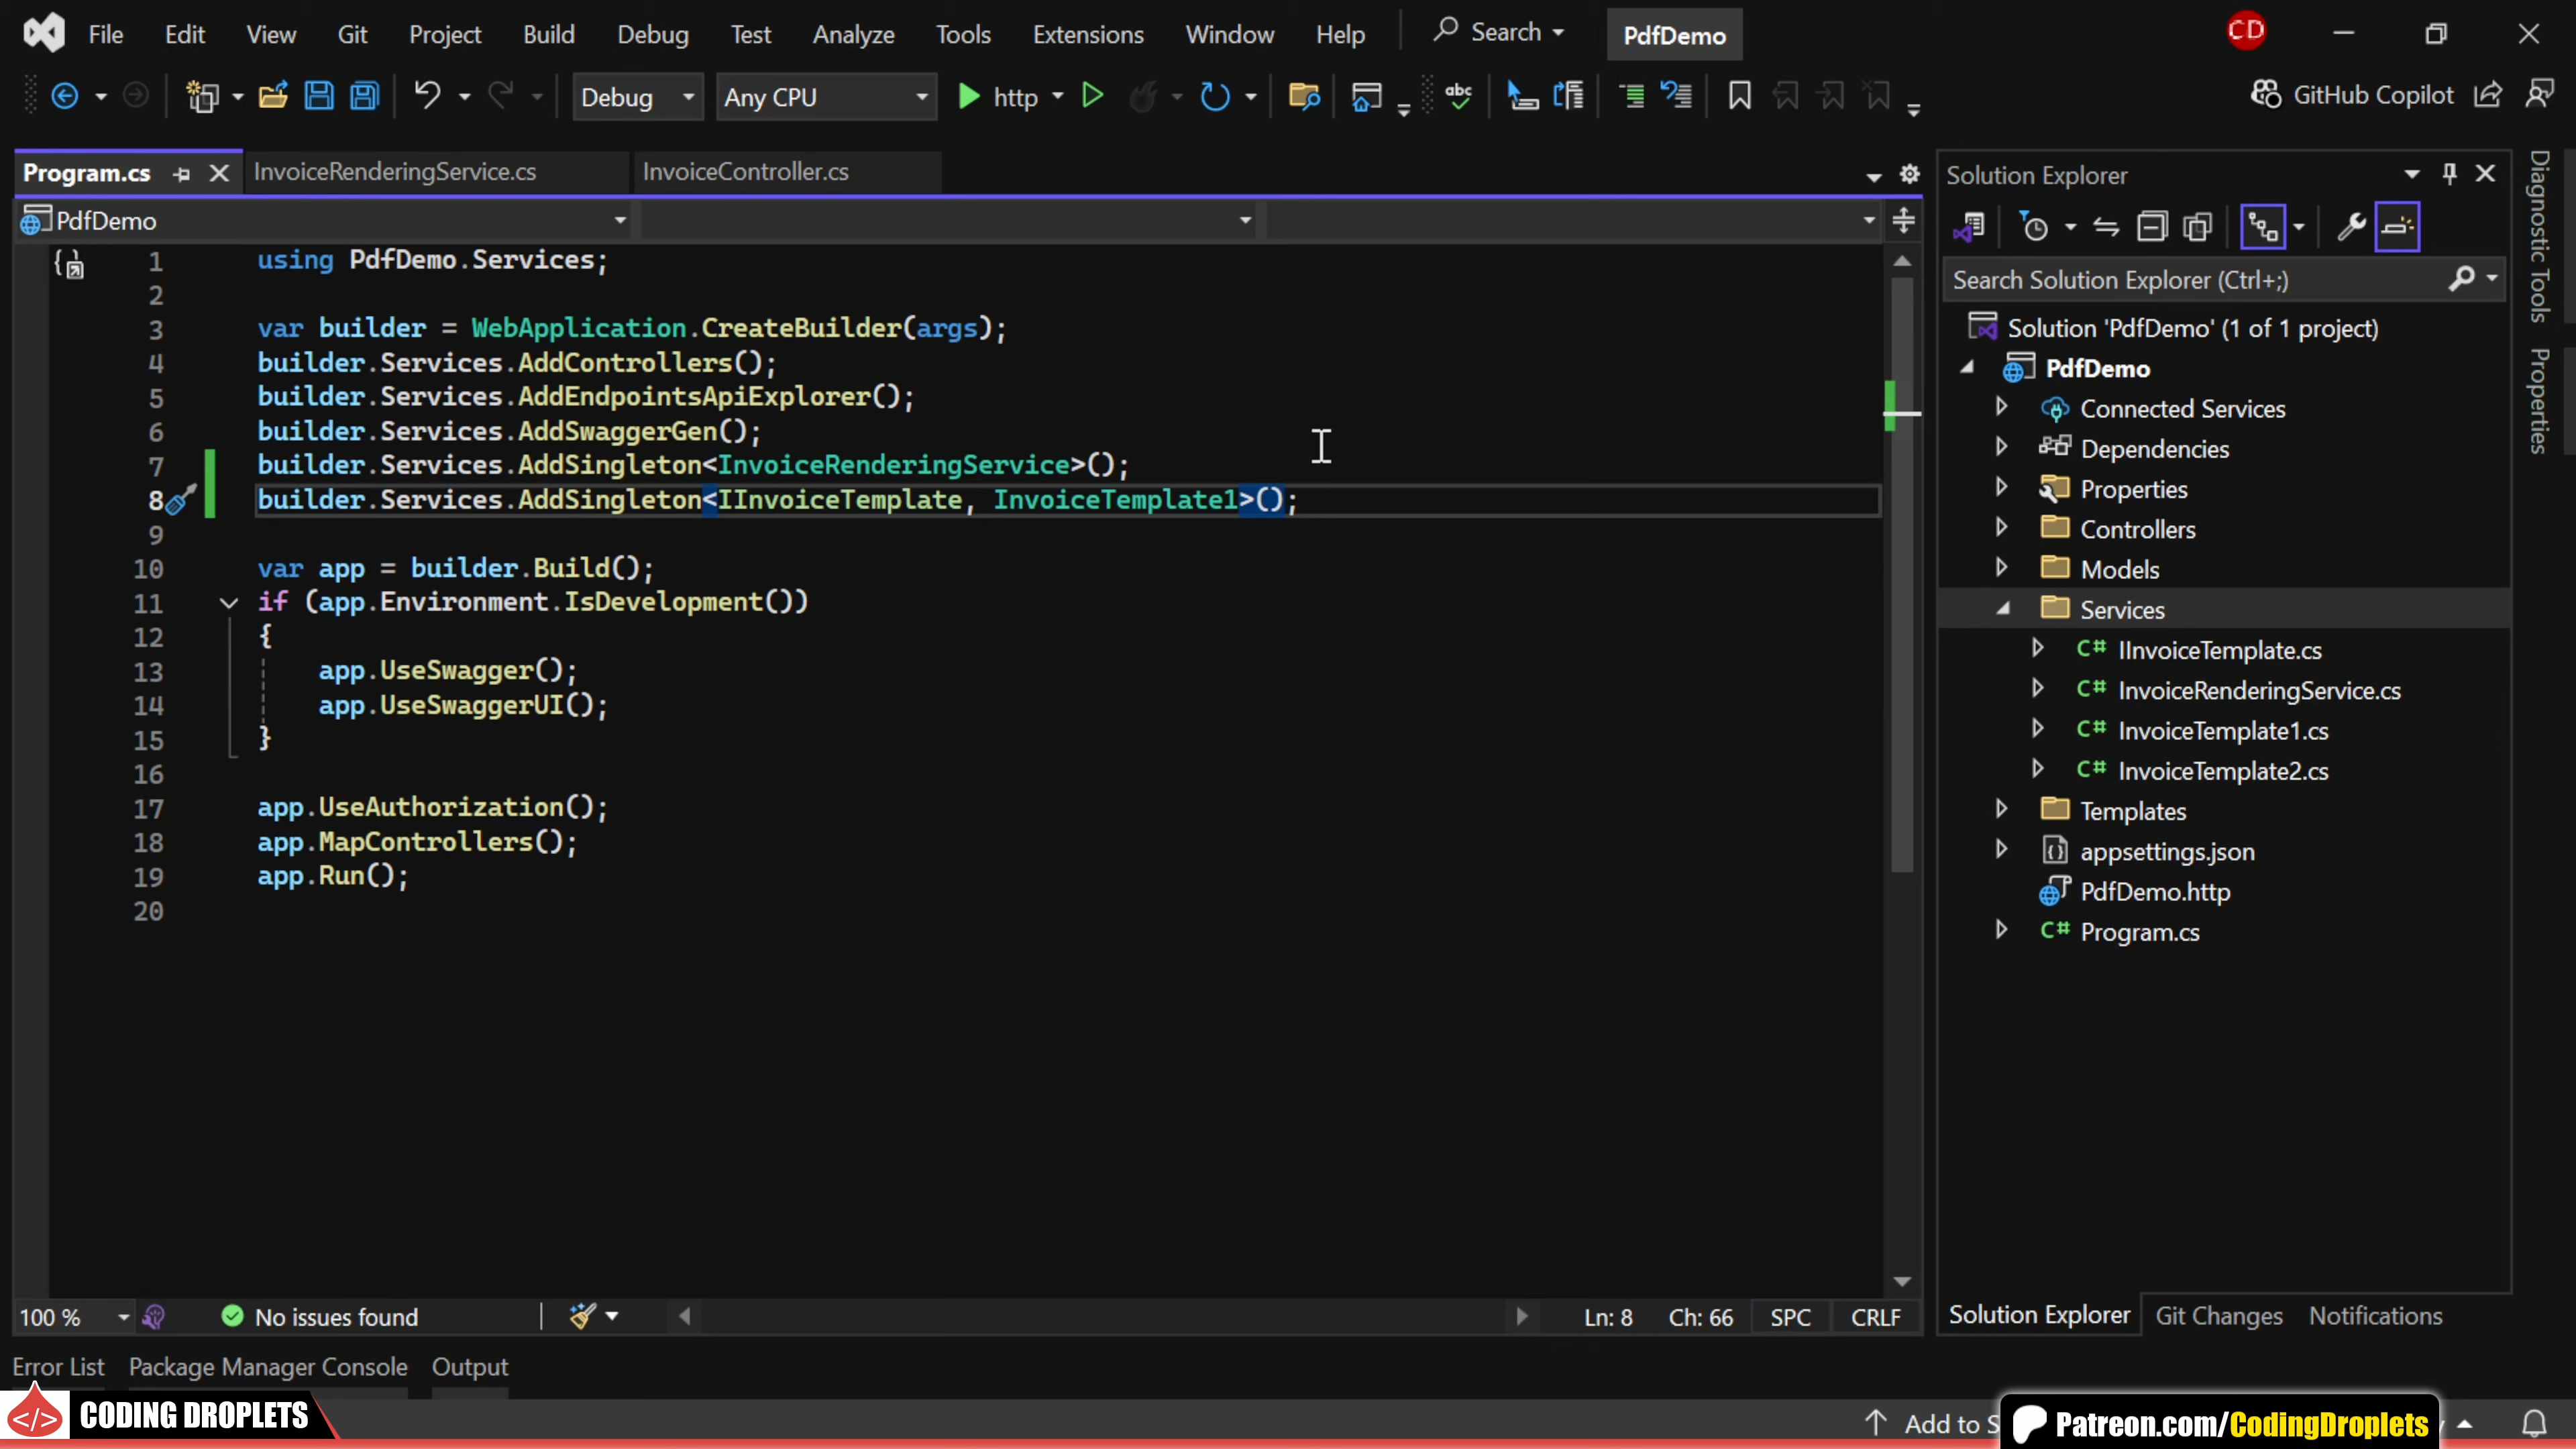 File Edit View Git Project Build Debug Test Analyze Tools Extensions Window Help Search PdfDemo CD
Debug Any CPU http abc GitHub Copilot
Program.cs InvoiceRenderingService.cs InvoiceController.cs
PdfDemo
1 using PdfDemo.Services;
2
3 var builder = WebApplication.CreateBuilder(args);
4 builder.Services.AddControllers();
5 builder.Services.AddEndpointsApiExplorer();
6 builder.Services.AddSwaggerGen();
7 builder.Services.AddSingleton<InvoiceRenderingService>();
8 builder.Services.AddSingleton<IInvoiceTemplate, InvoiceTemplate1>();
9
10 var app = builder.Build();
11 if (app.Environment.IsDevelopment())
12 {
13 app.UseSwagger();
14 app.UseSwaggerUI();
15 }
16
17 app.UseAuthorization();
18 app.MapControllers();
19 app.Run();
20
100 % No issues found Ln: 8 Ch: 66 SPC CRLF
Solution Explorer
Search Solution Explorer (Ctrl+;)
Solution 'PdfDemo' (1 of 1 project)
PdfDemo
Connected Services
Dependencies
Properties
Controllers
Models
Services
C# IInvoiceTemplate.cs
C# InvoiceRenderingService.cs
C# InvoiceTemplate1.cs
C# InvoiceTemplate2.cs
Templates
appsettings.json
PdfDemo.http
C# Program.cs
Solution Explorer Git Changes Notifications
Diagnostic Tools
Properties
Error List Package Manager Console Output
</> CODING DROPLETS
Add to S
Patreon.com/CodingDroplets